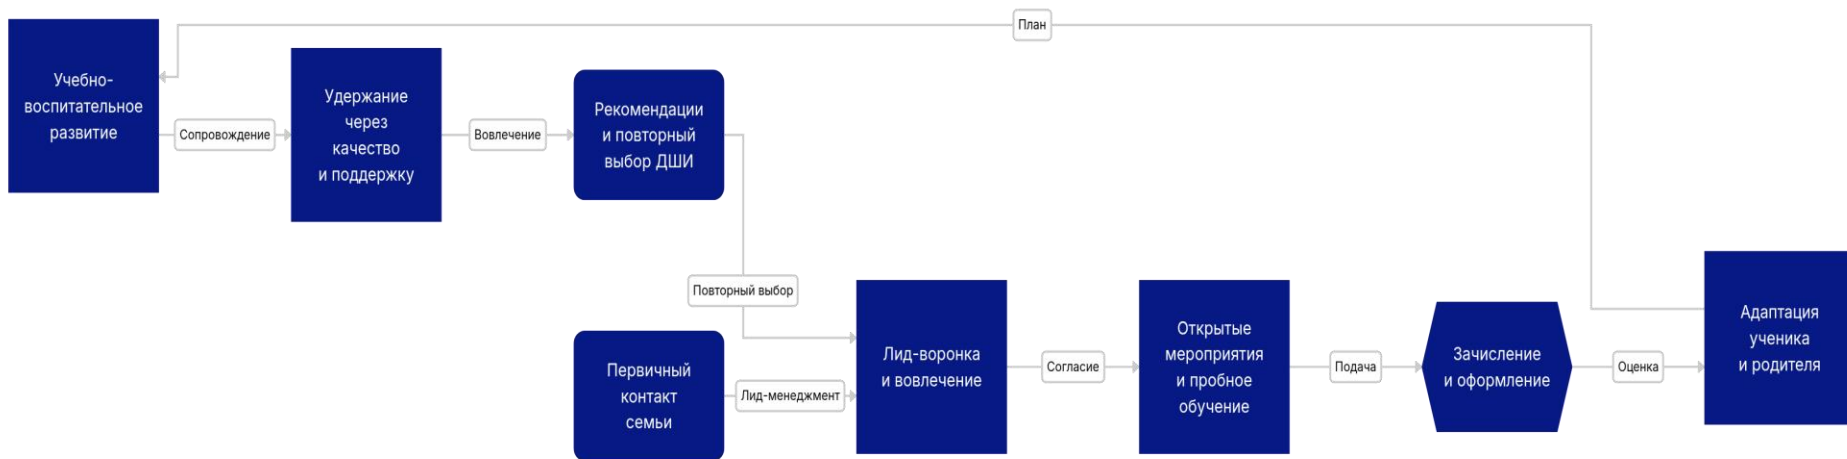 План
Учебно-
воспитательное
развитие
Сопровождение
Удержание
через
качество
и поддержку
Вовлечение
Рекомендации
и повторный
выбор ДШИ
Повторный выбор
Первичный
контакт
семьи
Лид-менеджмент
Лид-воронка
и вовлечение
Согласие
Открытые
мероприятия
и пробное
обучение
Подача
Зачисление
и оформление
Оценка
Адаптация
ученика
и родителя